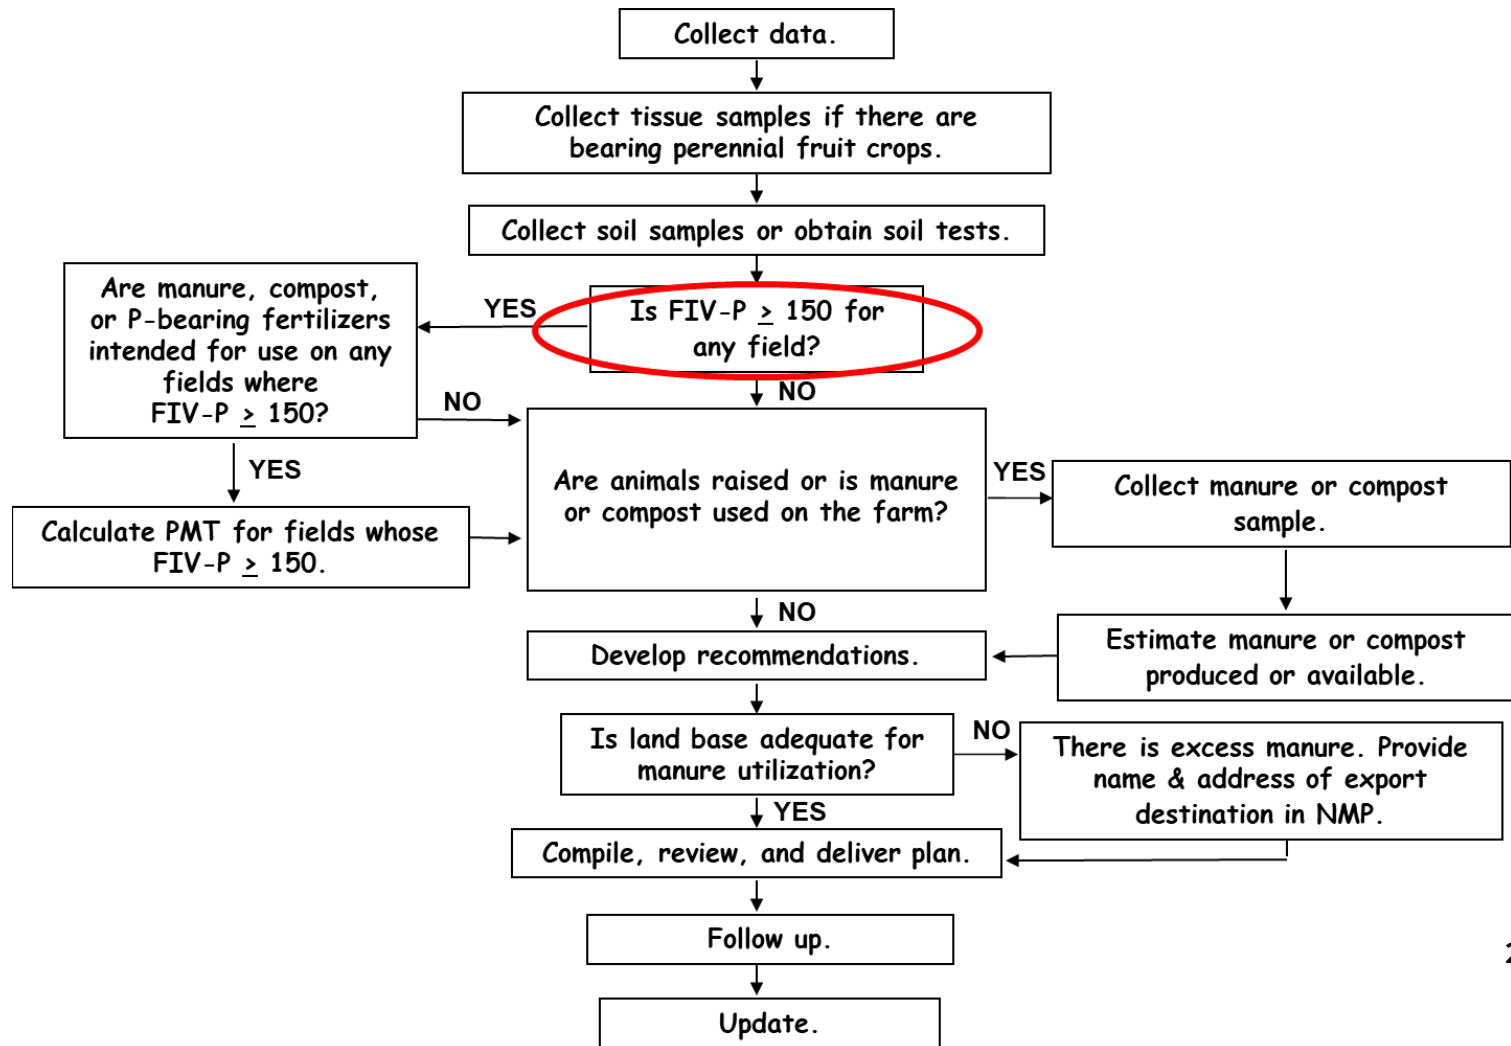 Collect data.
Collect tissue samples if there are
bearing perennial fruit crops.
Collect soil samples or obtain soil tests.
Are manure, compost,
or P-bearing fertilizers
intended for use on any
fields where
FIV-P ≥ 150?
YES
Is FIV-P ≥ 150 for
any field?
NO
NO
YES
Calculate PMT for fields whose
FIV-P ≥ 150.
Are animals raised or is manure
or compost used on the farm?
YES
Collect manure or compost
sample.
NO
Develop recommendations.
Estimate manure or compost
produced or available.
Is land base adequate for
manure utilization?
NO
There is excess manure. Provide
name & address of export
destination in NMP.
YES
Compile, review, and deliver plan.
Follow up.
Update.